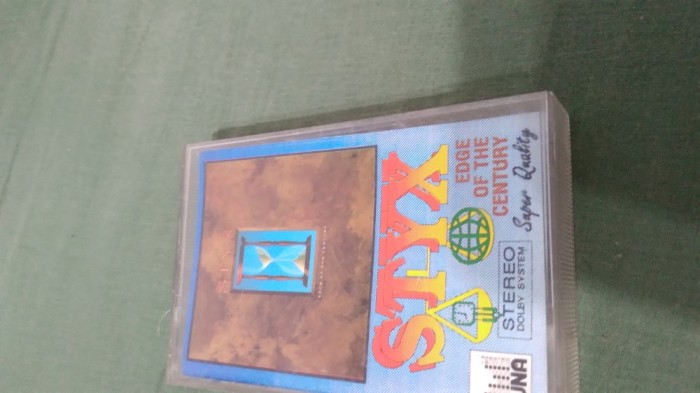 STYX
EDGE
OF THE
CENTURY
Super Quality
STEREO
DOLBY SYSTEM